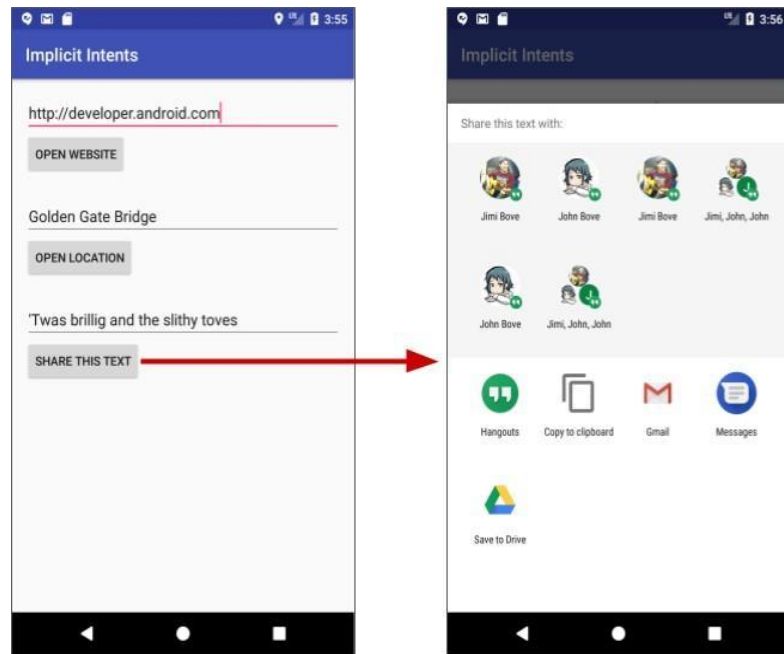 3:55
Implicit Intents
http://developer.android.com
OPEN WEBSITE
Golden Gate Bridge
OPEN LOCATION
'Twas brillig and the slithy toves
SHARE THIS TEXT
3:56
Implicit Intents
Share this text with:
Jimi Bove John Bove Jimi Bove Jimi, John, John
John Bove Jimi, John, John
Hangouts Copy to clipboard Gmail Messages
Save to Drive